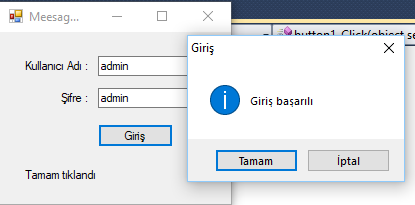 Meesag...
button1_Click(object se
Giriş
Kullanıcı Adı :
admin
Şifre :
admin
Giriş
Giriş başarılı
Tamam
İptal
Tamam tıklandı